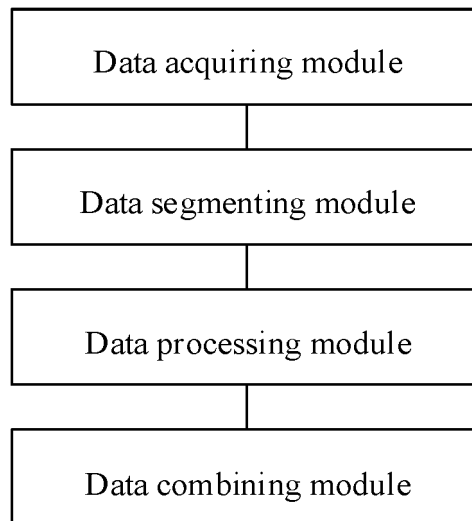 Data acquiring module
Data segmenting module
Data processing module
Data combining module